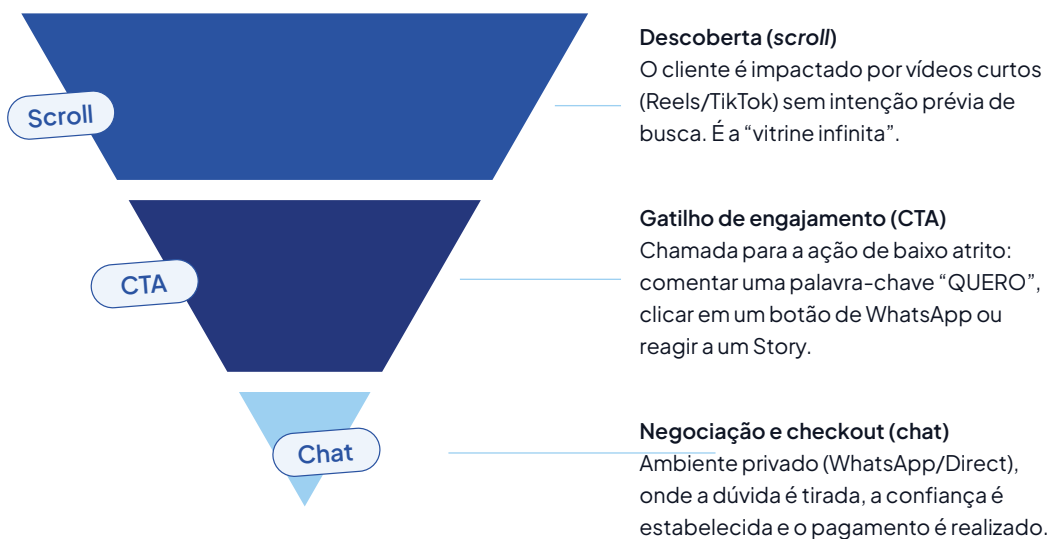 Scroll
Descoberta (scroll)
O cliente é impactado por vídeos curtos
(Reels/TikTok) sem intenção prévia de
busca. É a “vitrine infinita”.
CTA
Gatilho de engajamento (CTA)
Chamada para a ação de baixo atrito:
comentar uma palavra-chave “QUERO”,
clicar em um botão de WhatsApp ou
reagir a um Story.
Chat
Negociação e checkout (chat)
Ambiente privado (WhatsApp/Direct),
onde a dúvida é tirada, a confiança é
estabelecida e o pagamento é realizado.